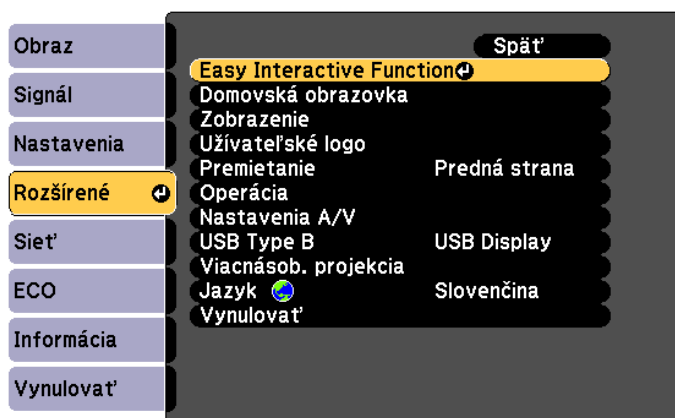 Obraz
Signál
Nastavenia
Rozšírené
Sieť
ECO
Informácia
Vynulovať
Späť
Easy Interactive Function
Domovská obrazovka
Zobrazenie
Užívateľské logo
Premietanie Predná strana
Operácia
Nastavenia A/V
USB Type B USB Display
Viacnásob. projekcia
Jazyk Slovenčina
Vynulovať